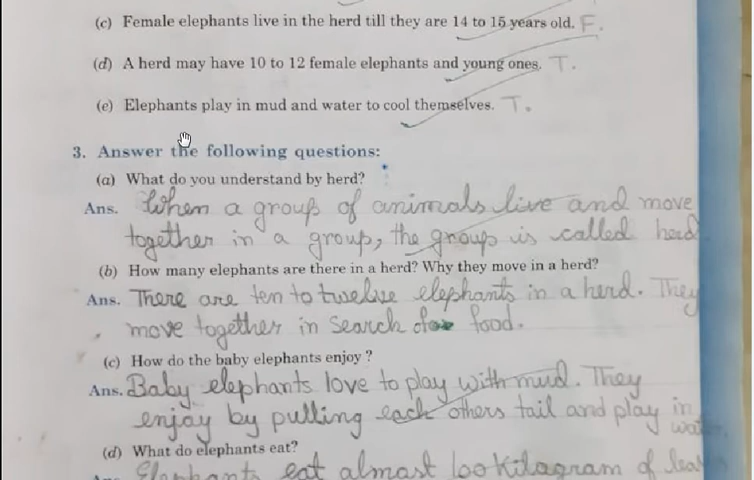 (c) Female elephants live in the herd till they are 14 to 15 years old. F.
(d) A herd may have 10 to 12 female elephants and young ones. T.
(e) Elephants play in mud and water to cool themselves. T.
3. Answer the following questions:
(a) What do you understand by herd?
Ans. When a group of animals live and move
together in a group, the group is called herd
(b) How many elephants are there in a herd? Why they move in a herd?
Ans. There are ten to twelve elephants in a herd. They
move together in search of food.
(c) How do the baby elephants enjoy?
Ans. Baby elephants love to play with mud. They
enjoy by pulling each others tail and play in
water
(d) What do elephants eat?
Elephants eat almast 100 Kilagram of